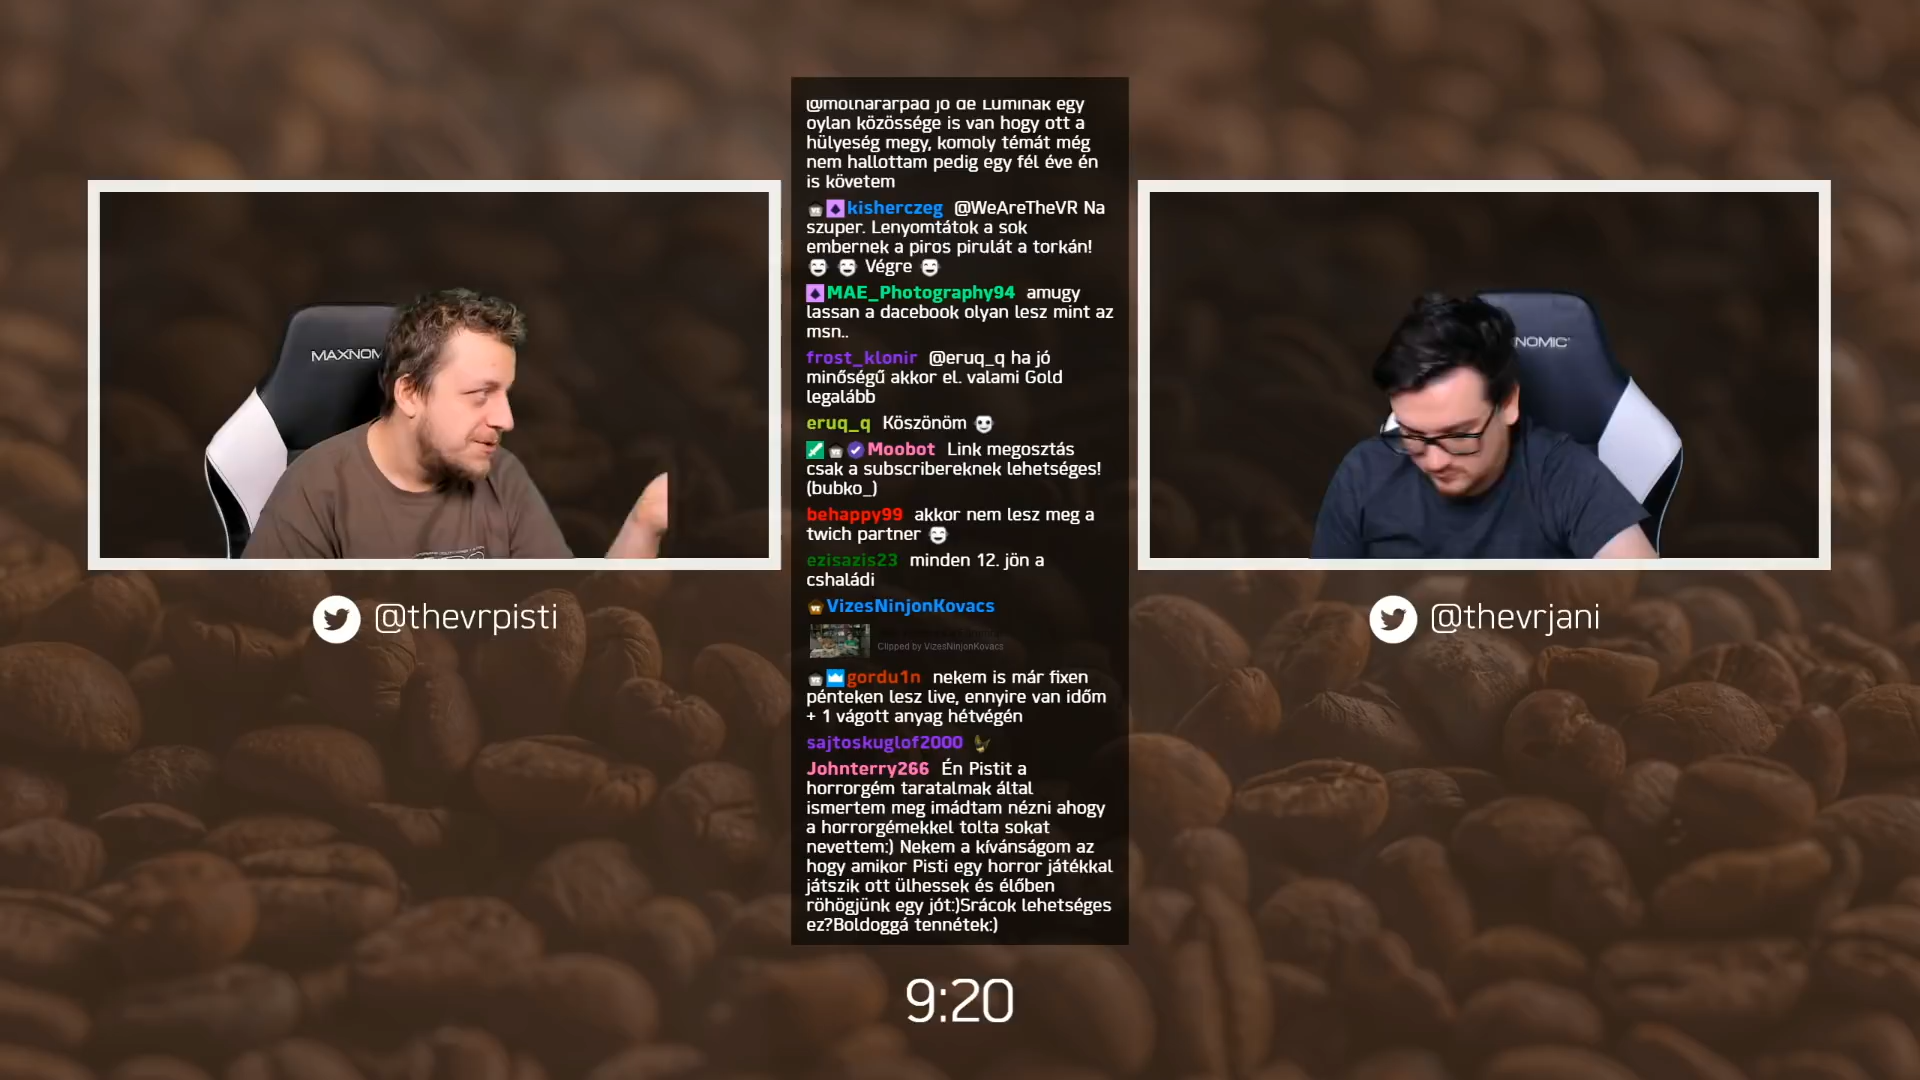 @molnararpad jó de Luminak egy
oylan közössége is van hogy ott a
hülyeség megy, komoly témát még
nem hallottam pedig egy fél éve én
is követem
kisherczeg @WeAreTheVR Na
szuper. Lenyomtátok a sok
embernek a piros pirulát a torkán!
Végre
MAE_Photography94 amugy
lassan a dacebook olyan lesz mint az
msn..
frost_klonir @eruq_q ha jó
minőségű akkor el. valami Gold
legalább
eruq_q Köszönöm
Moobot Link megosztás
csak a subscribereknek lehetséges!
(bubko_)
behappy99 akkor nem lesz meg a
twich partner
ezisazis23 minden 12. jön a
cshaládi
VizesNinjonKovacs
Clipped by VizesNinjonKovacs
gordu1n nekem is már fixen
pénteken lesz live, ennyire van időm
+ 1 vágott anyag hétvégén
sajtoskuglof2000
Johnterry266 Én Pistit a
horrorgém taratalmak által
ismertem meg imádtam nézni ahogy
a horrorgémekkel tolta sokat
nevettem:) Nekem a kívánságom az
hogy amikor Pisti egy horror játékkal
játszik ott ülhessek és élőben
röhögjünk egy jót:)Srácok lehetséges
ez?Boldoggá tennétek:)
MAXNOM
NOMIC
@thevrpisti
@thevrjani
9:20